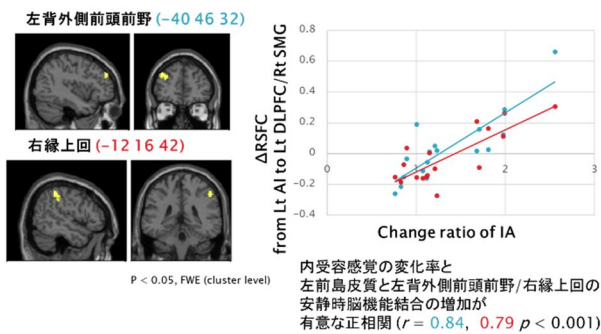 左背外側前頭前野 (-40 46 32)
右縁上回 (-12 16 42)
P < 0.05, FWE (cluster level)
ΔRSFC
from Lt AI to Lt DLPFC/Rt SMG
0.8
0.6
0.4
0.2
0
-0.2
-0.4
0 1 2 3
Change ratio of IA
内受容感覚の変化率と
左前島皮質と左背外側前頭前野/右縁上回の
安静時脳機能結合の増加が
有意な正相関 (r = 0.84, 0.79 p < 0.001)